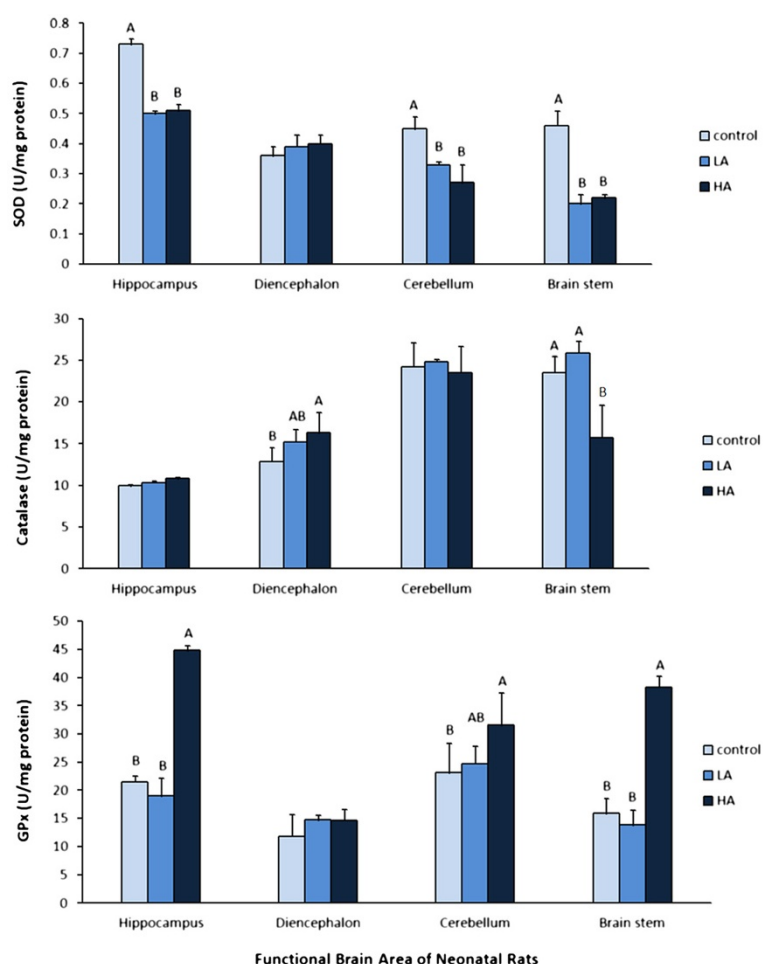 SOD (U/mg protein)
0.8
0.7
0.6
0.5
0.4
0.3
0.2
0.1
0
A
B B
A
B B
A
B B
Hippocampus Diencephalon Cerebellum Brain stem
control
LA
HA
Catalase (U/mg protein)
30
25
20
15
10
5
0
B AB A
A A B
Hippocampus Diencephalon Cerebellum Brain stem
control
LA
HA
GPx (U/mg protein)
50
45
40
35
30
25
20
15
10
5
0
B B A
B AB A
B B A
Hippocampus Diencephalon Cerebellum Brain stem
control
LA
HA
Functional Brain Area of Neonatal Rats